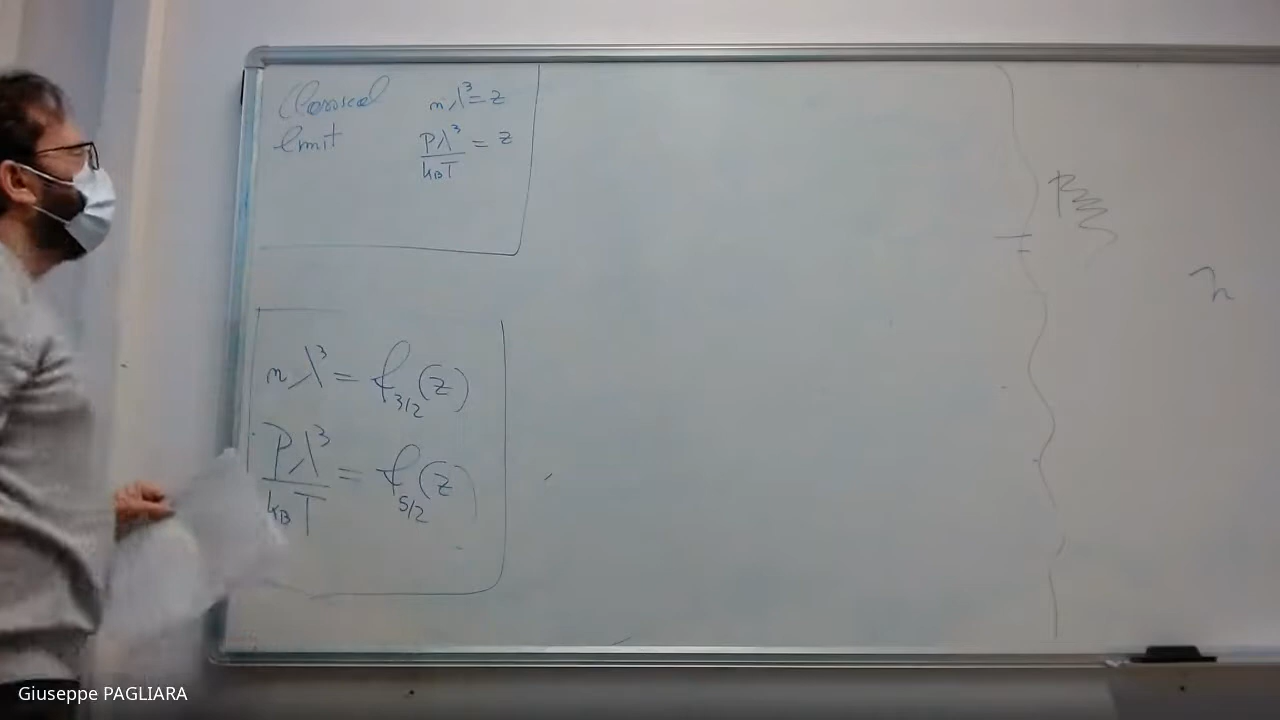 Classical nλ³ = z
limit Pλ³/k_BT = z
nλ³ = f_{3/2}(z)
Pλ³/k_BT = f_{5/2}(z)
Giuseppe PAGLIARA